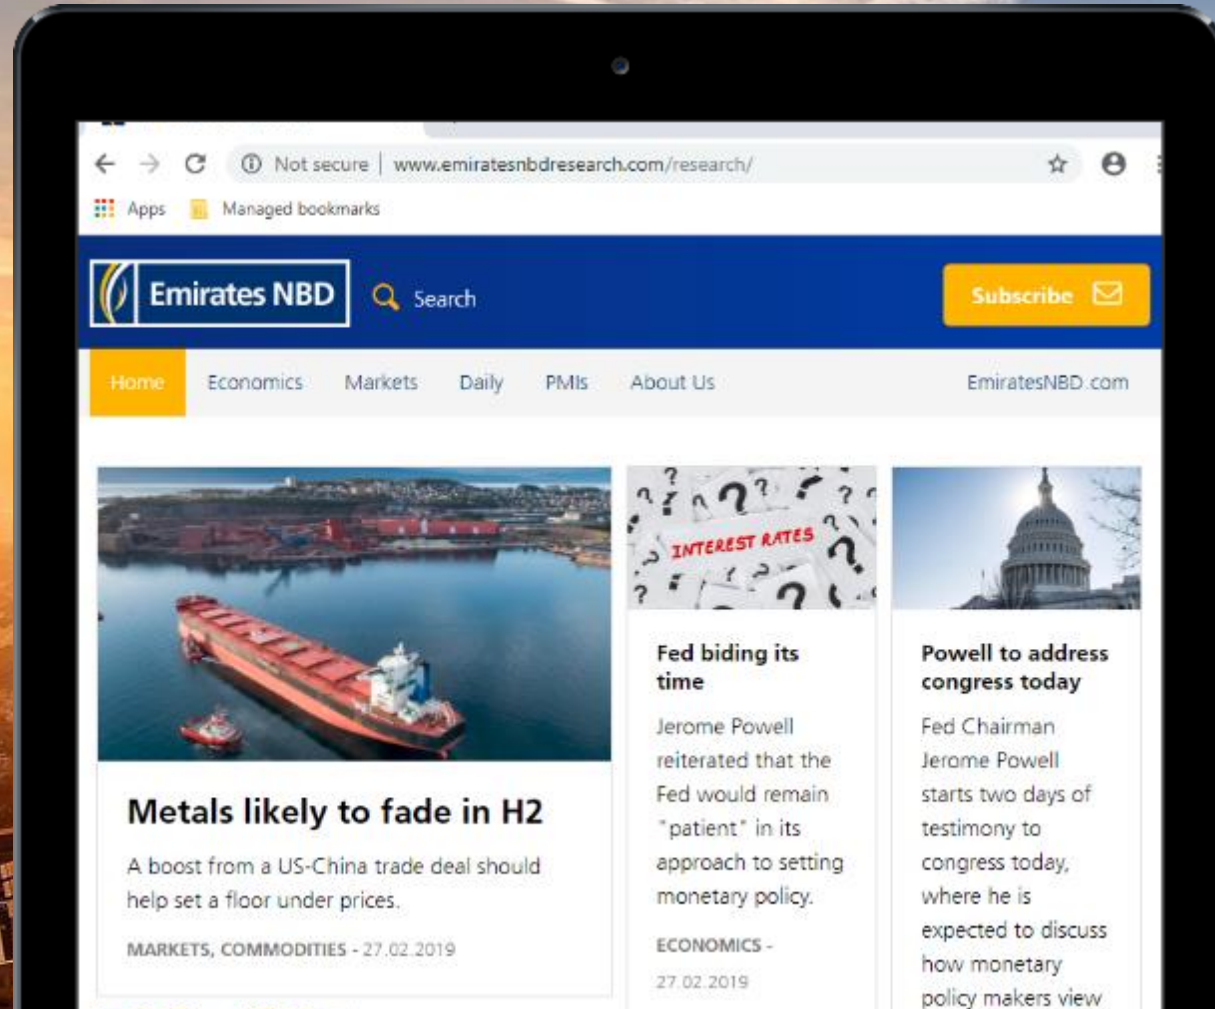 Not secure | www.emiratesnbdresearch.com/research/
Apps Managed bookmarks
Emirates NBD Search Subscribe
Home Economics Markets Daily PMIs About Us EmiratesNBD.com
INTEREST RATES
Metals likely to fade in H2
A boost from a US-China trade deal should
help set a floor under prices.
MARKETS, COMMODITIES - 27.02.2019
Fed biding its
time
Jerome Powell
reiterated that the
Fed would remain
"patient" in its
approach to setting
monetary policy.
ECONOMICS -
27.02.2019
Powell to address
congress today
Fed Chairman
Jerome Powell
starts two days of
testimony to
congress today,
where he is
expected to discuss
how monetary
policy makers view